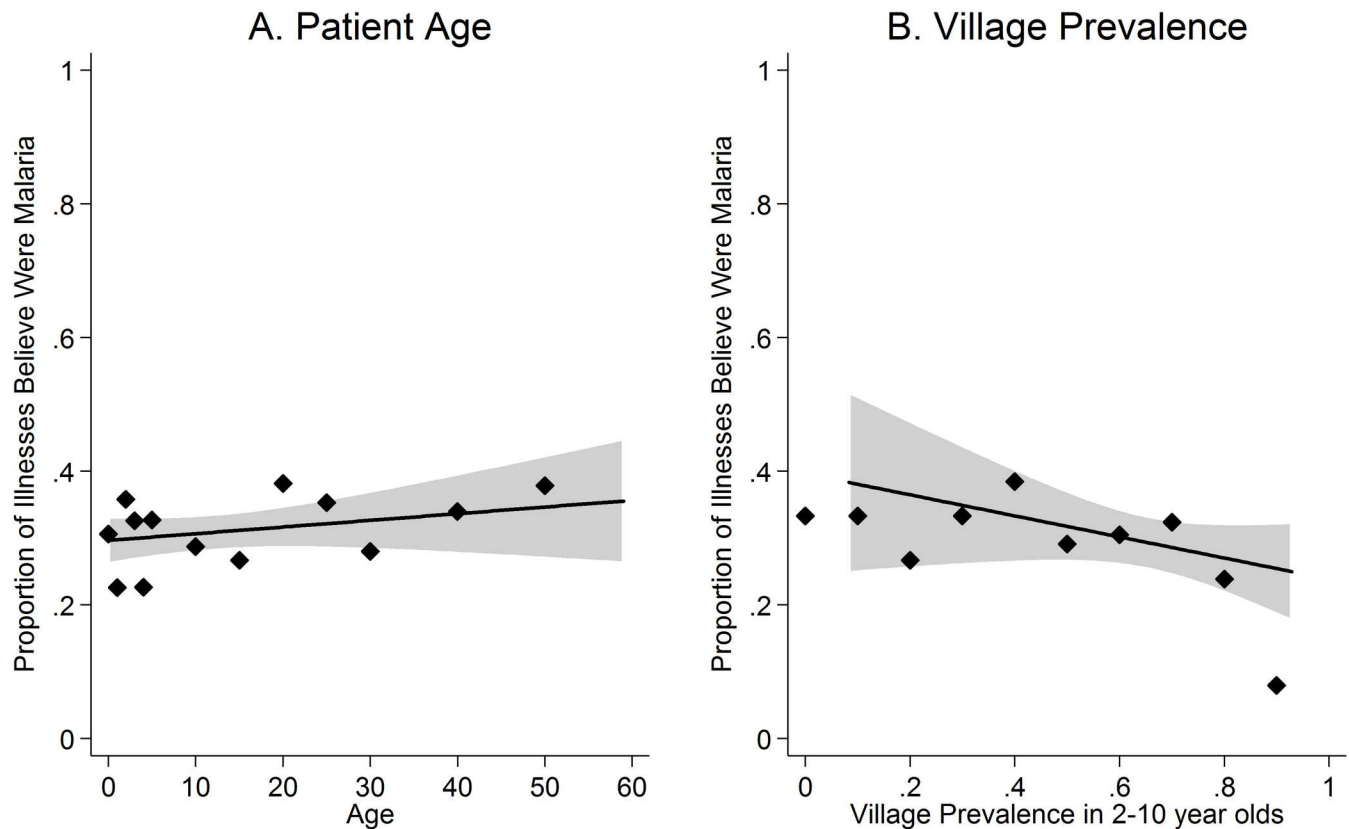 A. Patient Age
Proportion of Illnesses Believe Were Malaria
1
.8
.6
.4
.2
0
0 10 20 30 40 50 60
Age
B. Village Prevalence
Proportion of Illnesses Believe Were Malaria
1
.8
.6
.4
.2
0
0 .2 .4 .6 .8 1
Village Prevalence in 2-10 year olds